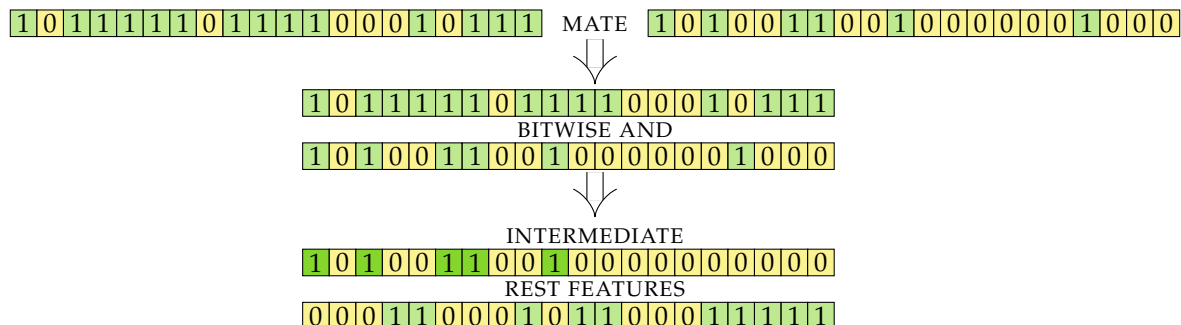 1 0 1 1 1 1 1 0 1 1 1 1 0 0 0 1 0 1 1 1 MATE 1 0 1 0 0 1 1 0 0 1 0 0 0 0 0 0 1 0 0 0
1 0 1 1 1 1 1 0 1 1 1 1 0 0 0 1 0 1 1 1
BITWISE AND
1 0 1 0 0 1 1 0 0 1 0 0 0 0 0 0 1 0 0 0
INTERMEDIATE
1 0 1 0 0 1 1 0 0 1 0 0 0 0 0 0 0 0 0 0
REST FEATURES
0 0 0 1 1 0 0 0 1 0 1 1 0 0 0 1 1 1 1 1